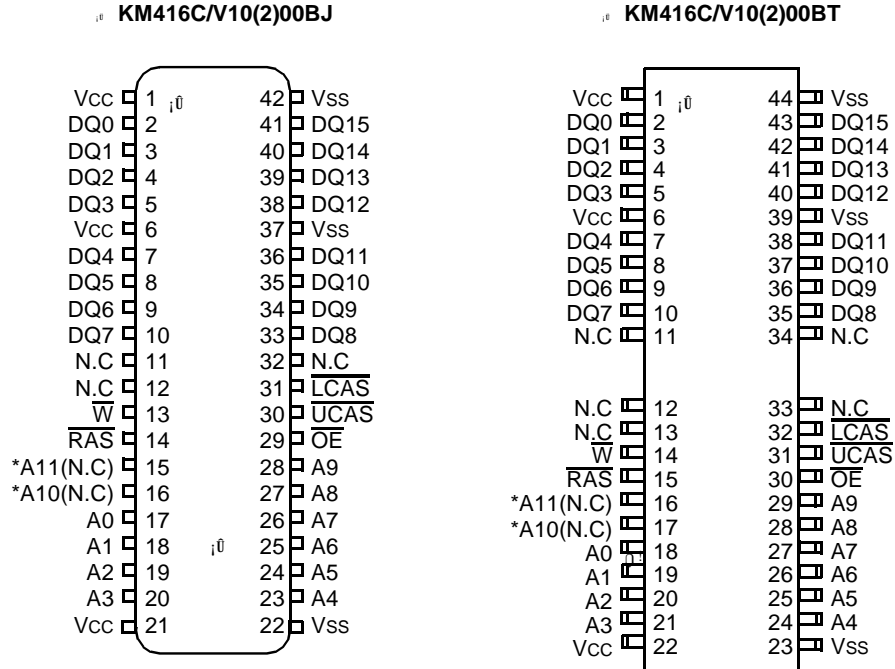 ¡Û KM416C/V10(2)00BJ
VCC 1 ¡Û 42 VSS
DQ0 2 41 DQ15
DQ1 3 40 DQ14
DQ2 4 39 DQ13
DQ3 5 38 DQ12
VCC 6 37 VSS
DQ4 7 36 DQ11
DQ5 8 35 DQ10
DQ6 9 34 DQ9
DQ7 10 33 DQ8
N.C 11 32 N.C
N.C 12 31 LCAS
W 13 30 UCAS
RAS 14 29 OE
*A11(N.C) 15 28 A9
*A10(N.C) 16 27 A8
A0 17 26 A7
A1 18 ¡Û 25 A6
A2 19 24 A5
A3 20 23 A4
VCC 21 22 VSS
¡Û KM416C/V10(2)00BT
VCC 1 ¡Û 44 VSS
DQ0 2 43 DQ15
DQ1 3 42 DQ14
DQ2 4 41 DQ13
DQ3 5 40 DQ12
VCC 6 39 VSS
DQ4 7 38 DQ11
DQ5 8 37 DQ10
DQ6 9 36 DQ9
DQ7 10 35 DQ8
N.C 11 34 N.C
N.C 12 33 N.C
N.C 13 32 LCAS
W 14 31 UCAS
RAS 15 30 OE
*A11(N.C) 16 29 A9
*A10(N.C) 17 28 A8
A0 18 27 A7
A1 19 26 A6
A2 20 25 A5
A3 21 24 A4
VCC 22 23 VSS